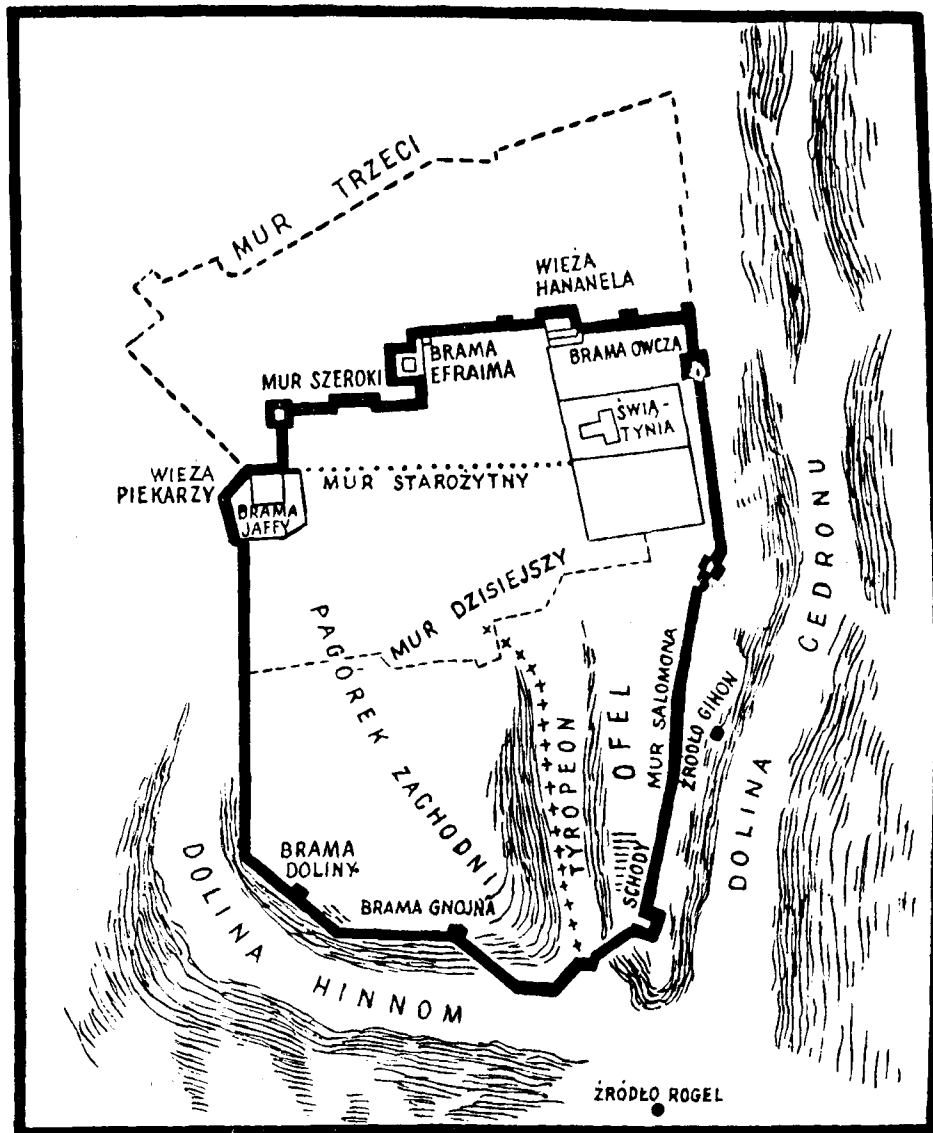 MUR TRZECI
WIEŻA
HANANELA
BRAMA
EFRAIMA
BRAMA OWCZA
MUR SZEROKI
ŚWIĄ-
TYNIA
WIEŻA
PIEKARZY
MUR STAROŻYTNY
BRAMA
JAFFY
MUR DZISIEJSZY
PAGÓREK ZACHODNI
TYROPEON
OFEL
MUR SALOMONA
ŹRÓDŁO GIHON
DOLINA CEDRONU
SCHODY
BRAMA
DOLINY
BRAMA GNOJNA
DOLINA HINNOM
ŹRÓDŁO ROGEL